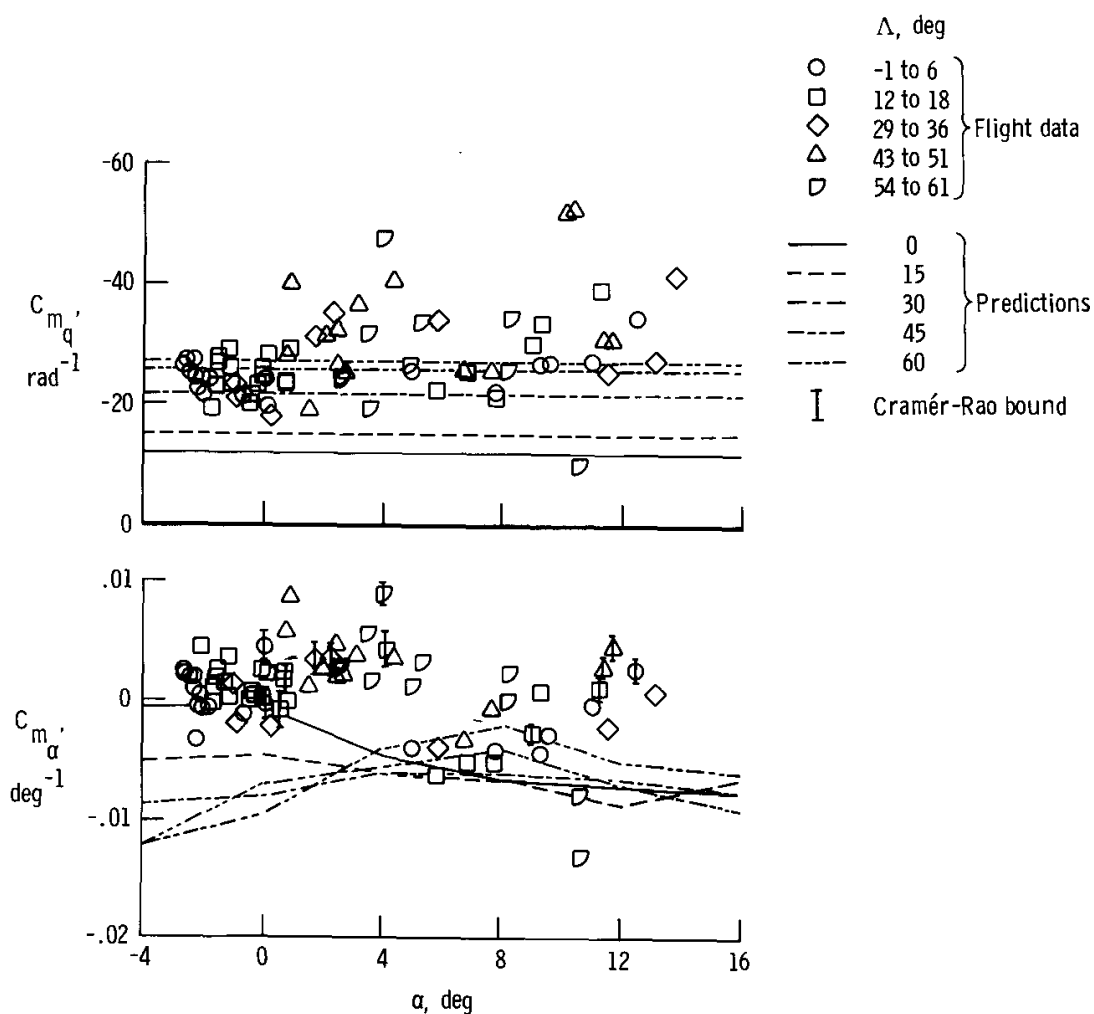 Λ, deg
-1 to 6
12 to 18
29 to 36
43 to 51
54 to 61
Flight data
0
15
30
45
60
Predictions
Cramér-Rao bound
-60
-40
-20
0
C_mq,
rad^-1
.01
0
-.01
-.02
C_mα,
deg^-1
-4
0
4
8
12
16
α, deg